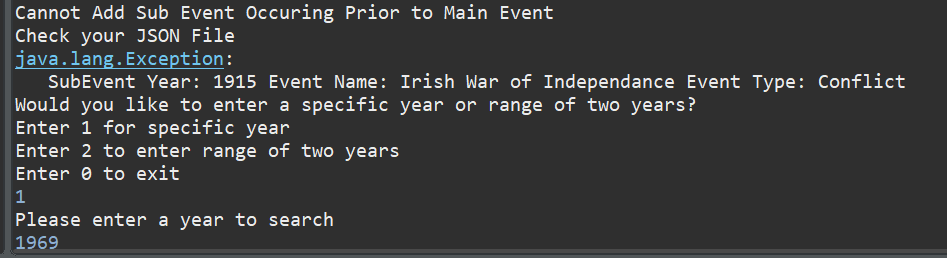 Cannot Add Sub Event Occuring Prior to Main Event
Check your JSON File
java.lang.Exception:
   SubEvent Year: 1915 Event Name: Irish War of Independance Event Type: Conflict
Would you like to enter a specific year or range of two years?
Enter 1 for specific year
Enter 2 to enter range of two years
Enter 0 to exit
1
Please enter a year to search
1969